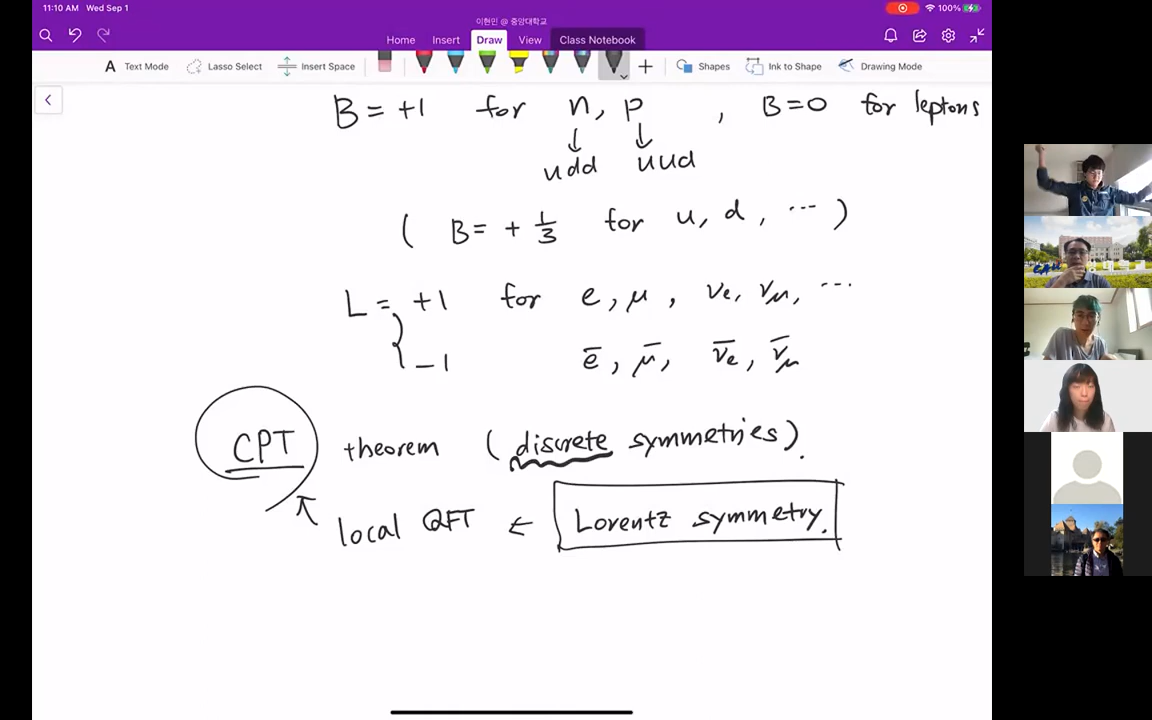 11:10 AM Wed Sep 1
100%
이현민 @ 중앙대학교
Home Insert Draw View Class Notebook
A Text Mode Lasso Select Insert Space Shapes Ink to Shape Drawing Mode
B = +1 for n, p , B=0 for leptons
↓ ↓
udd uud
( B = + 1/3 for u, d, ... )
L = +1 for e, μ, νe, νμ, ...
-1 ē, μ̄, ν̄e, ν̄μ
CPT theorem (discrete symmetries).
local QFT ← Lorentz symmetry.